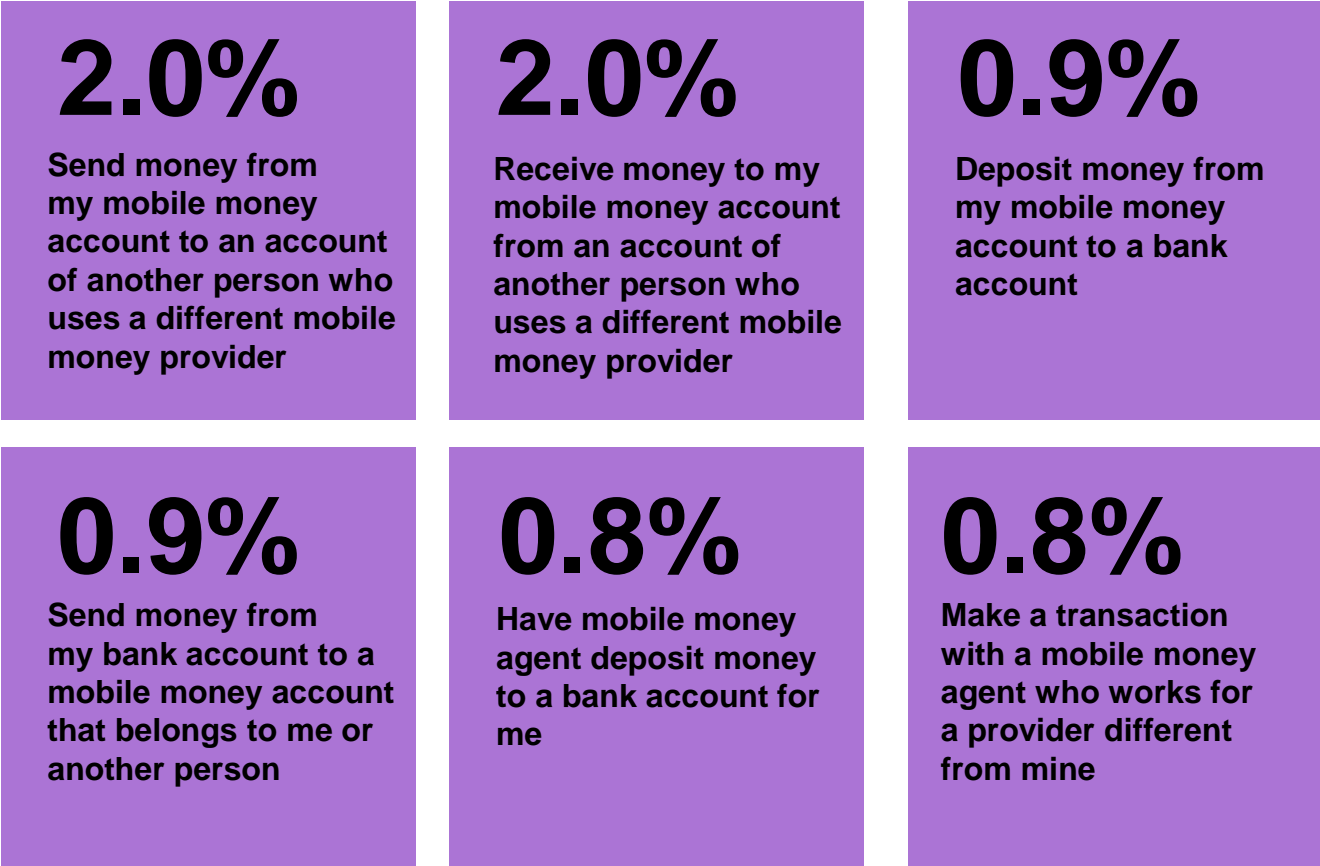 2.0%
Send money from
my mobile money
account to an account
of another person who
uses a different mobile
money provider
2.0%
Receive money to my
mobile money account
from an account of
another person who
uses a different mobile
money provider
0.9%
Deposit money from
my mobile money
account to a bank
account
0.9%
Send money from
my bank account to a
mobile money account
that belongs to me or
another person
0.8%
Have mobile money
agent deposit money
to a bank account for
me
0.8%
Make a transaction
with a mobile money
agent who works for
a provider different
from mine